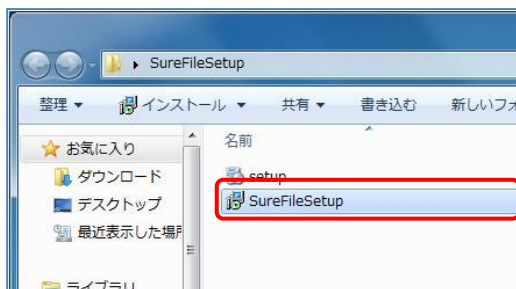 SureFileSetup
整理 インストール 共有 書き込む 新しいフォ
お気に入り
ダウンロード
デスクトップ
最近表示した場所
ライブラリ
名前
setup
SureFileSetup